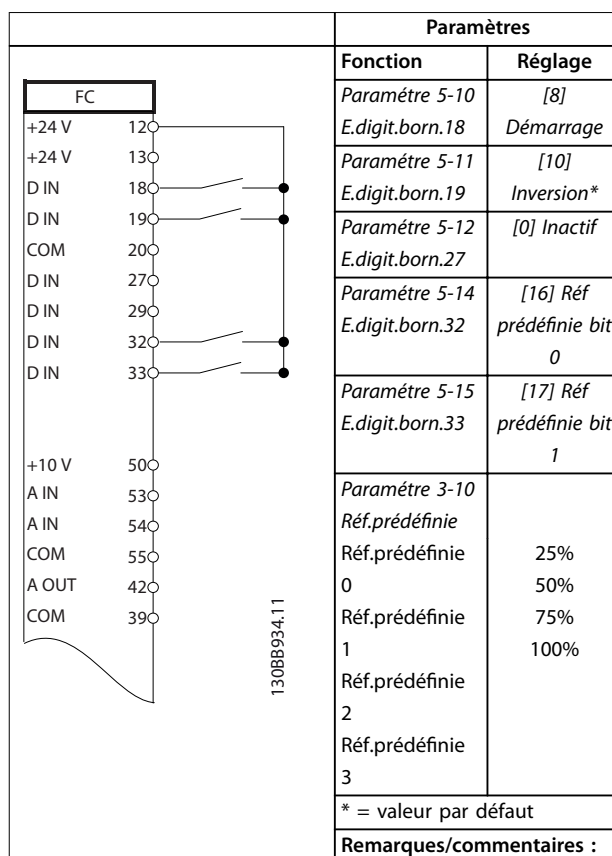 FC
+24 V 12
+24 V 13
D IN 18
D IN 19
COM 20
D IN 27
D IN 29
D IN 32
D IN 33
+10 V 50
A IN 53
A IN 54
COM 55
A OUT 42
COM 39
130BB934.11
Paramètres
Fonction Réglage
Paramétre 5-10 [8]
E.digit.born.18 Démarrage
Paramétre 5-11 [10]
E.digit.born.19 Inversion*
Paramétre 5-12 [0] Inactif
E.digit.born.27
Paramétre 5-14 [16] Réf
E.digit.born.32 prédéfinie bit
0
Paramétre 5-15 [17] Réf
E.digit.born.33 prédéfinie bit
1
Paramétre 3-10
Réf.prédéfinie
Réf.prédéfinie 25%
0 50%
Réf.prédéfinie 75%
1 100%
Réf.prédéfinie
2
Réf.prédéfinie
3
* = valeur par défaut
Remarques/commentaires :